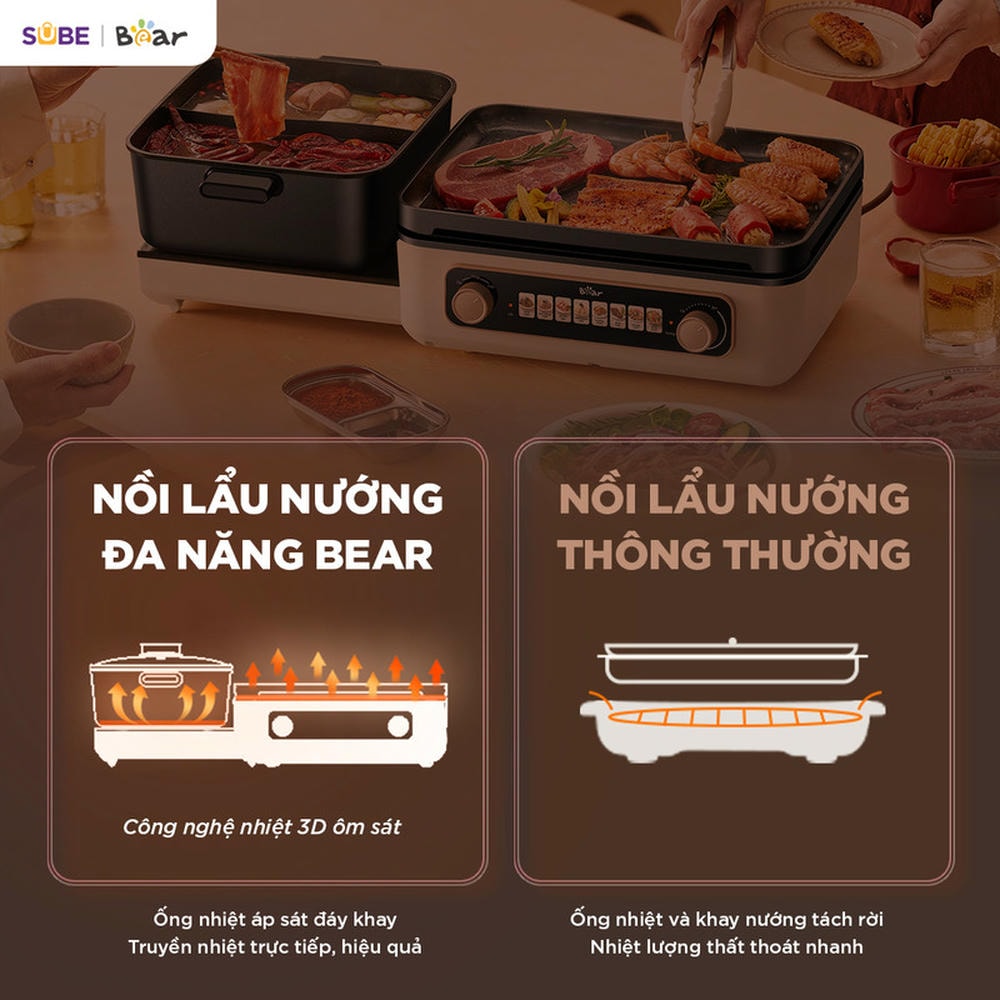 SUBE | Bear
Bear
NỒI LẨU NƯỚNG
ĐA NĂNG BEAR
Công nghệ nhiệt 3D ôm sát
Ống nhiệt áp sát đáy khay
Truyền nhiệt trực tiếp, hiệu quả
NỒI LẨU NƯỚNG
THÔNG THƯỜNG
Ống nhiệt và khay nướng tách rời
Nhiệt lượng thất thoát nhanh